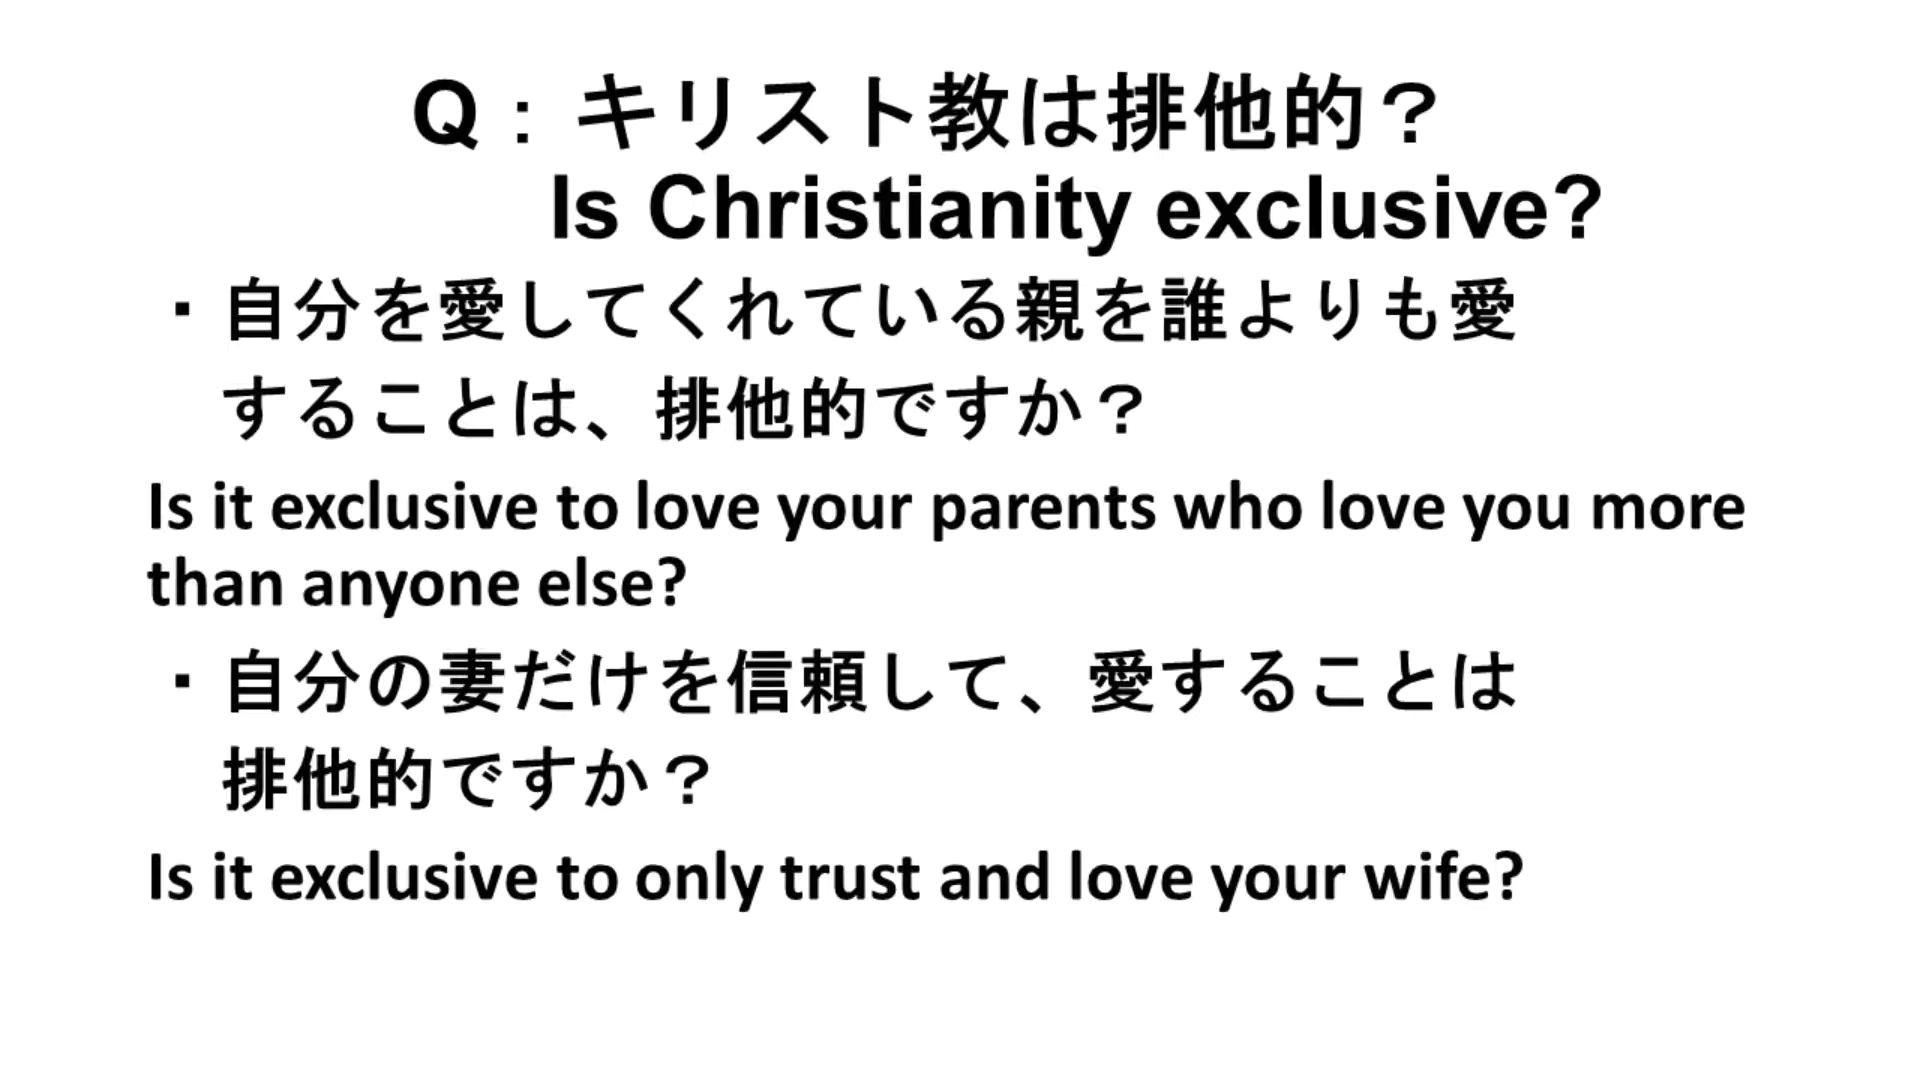 Q：キリスト教は排他的？
Is Christianity exclusive?
・自分を愛してくれている親を誰よりも愛
することは、排他的ですか？
Is it exclusive to love your parents who love you more
than anyone else?
・自分の妻だけを信頼して、愛することは
排他的ですか？
Is it exclusive to only trust and love your wife?